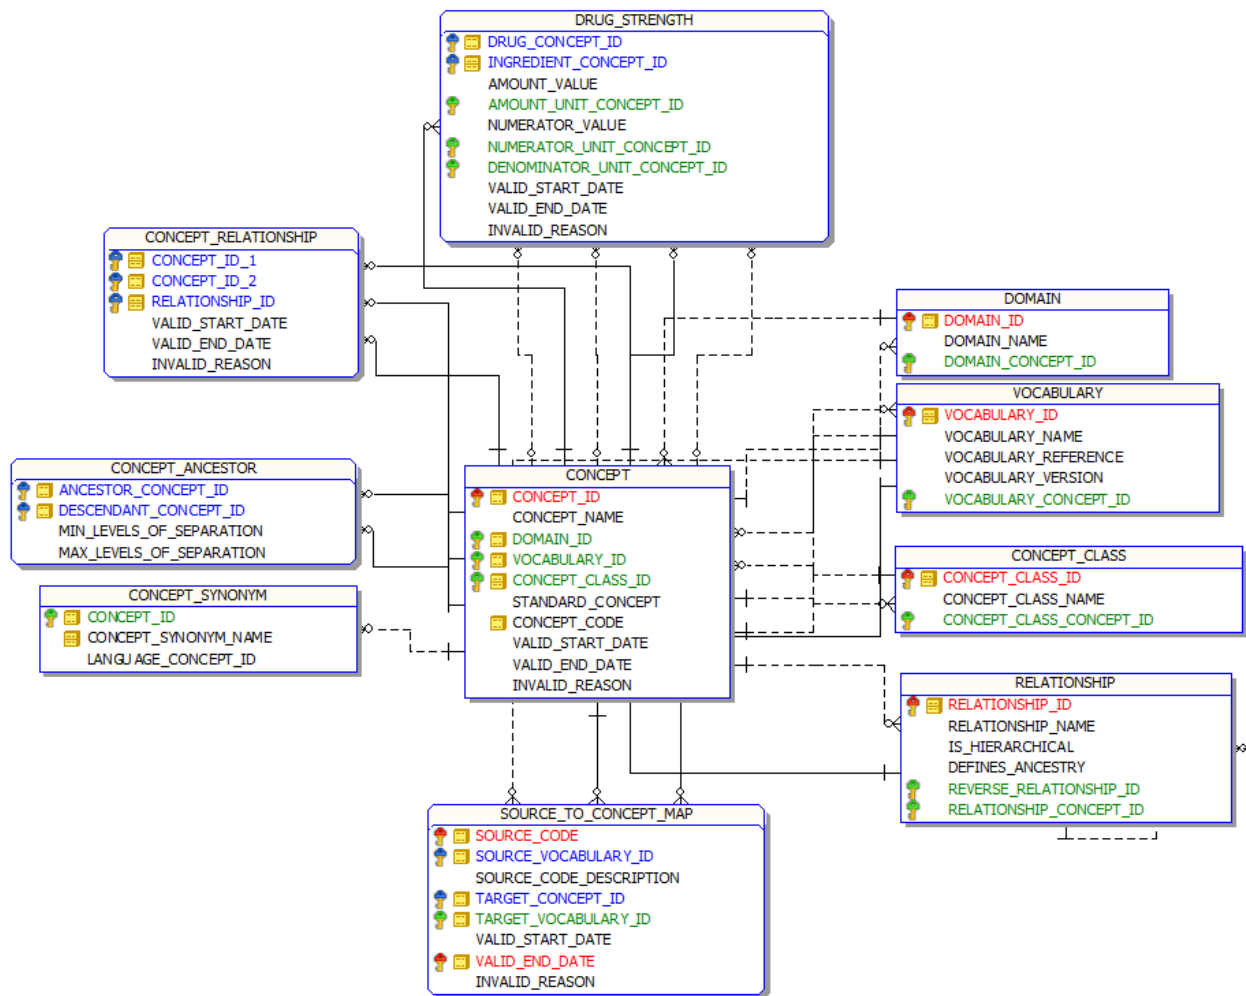 DRUG_STRENGTH
DRUG_CONCEPT_ID
INGREDIENT_CONCEPT_ID
AMOUNT_VALUE
AMOUNT_UNIT_CONCEPT_ID
NUMERATOR_VALUE
NUMERATOR_UNIT_CONCEPT_ID
DENOMINATOR_UNIT_CONCEPT_ID
VALID_START_DATE
VALID_END_DATE
INVALID_REASON
CONCEPT_RELATIONSHIP
CONCEPT_ID_1
CONCEPT_ID_2
RELATIONSHIP_ID
VALID_START_DATE
VALID_END_DATE
INVALID_REASON
DOMAIN
DOMAIN_ID
DOMAIN_NAME
DOMAIN_CONCEPT_ID
VOCABULARY
VOCABULARY_ID
VOCABULARY_NAME
VOCABULARY_REFERENCE
VOCABULARY_VERSION
VOCABULARY_CONCEPT_ID
CONCEPT_ANCESTOR
ANCESTOR_CONCEPT_ID
DESCENDANT_CONCEPT_ID
MIN_LEVELS_OF_SEPARATION
MAX_LEVELS_OF_SEPARATION
CONCEPT
CONCEPT_ID
CONCEPT_NAME
DOMAIN_ID
VOCABULARY_ID
CONCEPT_CLASS_ID
STANDARD_CONCEPT
CONCEPT_CODE
VALID_START_DATE
VALID_END_DATE
INVALID_REASON
CONCEPT_CLASS
CONCEPT_CLASS_ID
CONCEPT_CLASS_NAME
CONCEPT_CLASS_CONCEPT_ID
CONCEPT_SYNONYM
CONCEPT_ID
CONCEPT_SYNONYM_NAME
LANGUAGE_CONCEPT_ID
RELATIONSHIP
RELATIONSHIP_ID
RELATIONSHIP_NAME
IS_HIERARCHICAL
DEFINES_ANCESTRY
REVERSE_RELATIONSHIP_ID
RELATIONSHIP_CONCEPT_ID
SOURCE_TO_CONCEPT_MAP
SOURCE_CODE
SOURCE_VOCABULARY_ID
SOURCE_CODE_DESCRIPTION
TARGET_CONCEPT_ID
TARGET_VOCABULARY_ID
VALID_START_DATE
VALID_END_DATE
INVALID_REASON